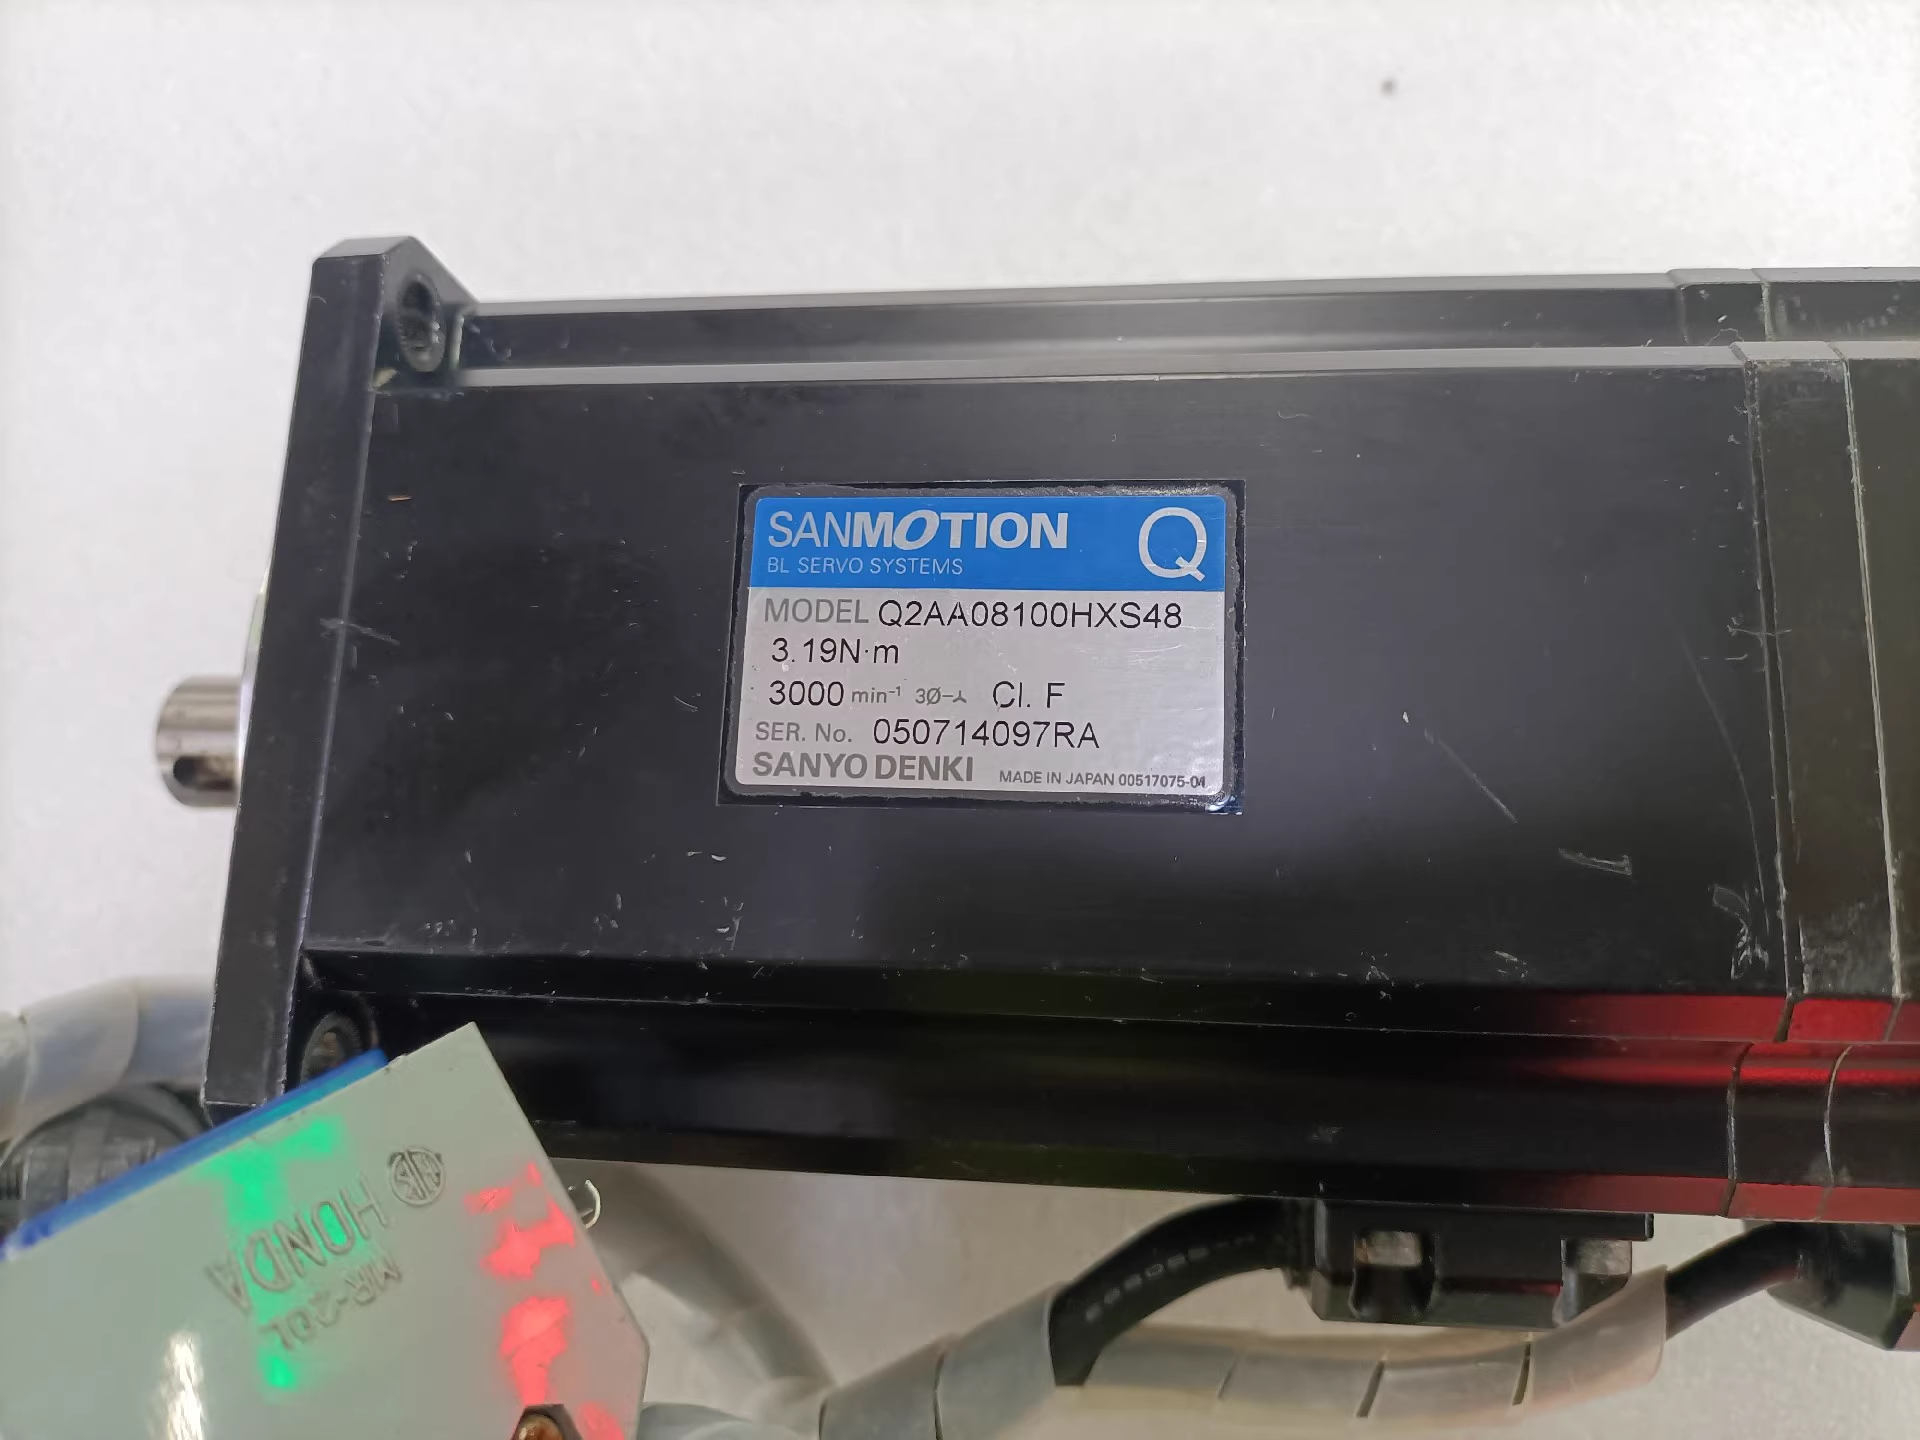 SANMOTION Q
BL SERVO SYSTEMS
MODEL Q2AA08100HXS48
3.19N·m
3000 min⁻¹ 3Ø-⅄ Cl. F
SER. No. 050714097RA
SANYO DENKI MADE IN JAPAN 00517075-01
HONDA
MR-20L